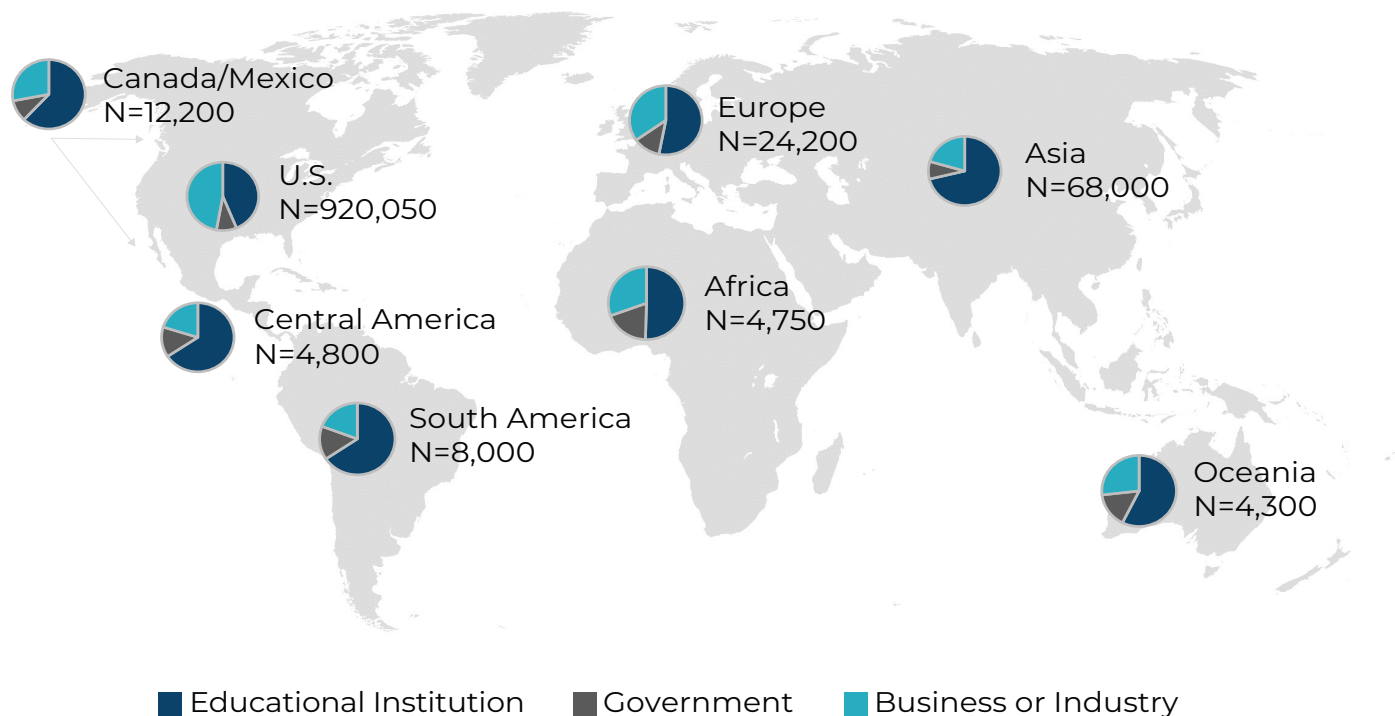 Canada/Mexico
N=12,200
U.S.
N=920,050
Central America
N=4,800
South America
N=8,000
Europe
N=24,200
Africa
N=4,750
Asia
N=68,000
Oceania
N=4,300
Educational Institution
Government
Business or Industry